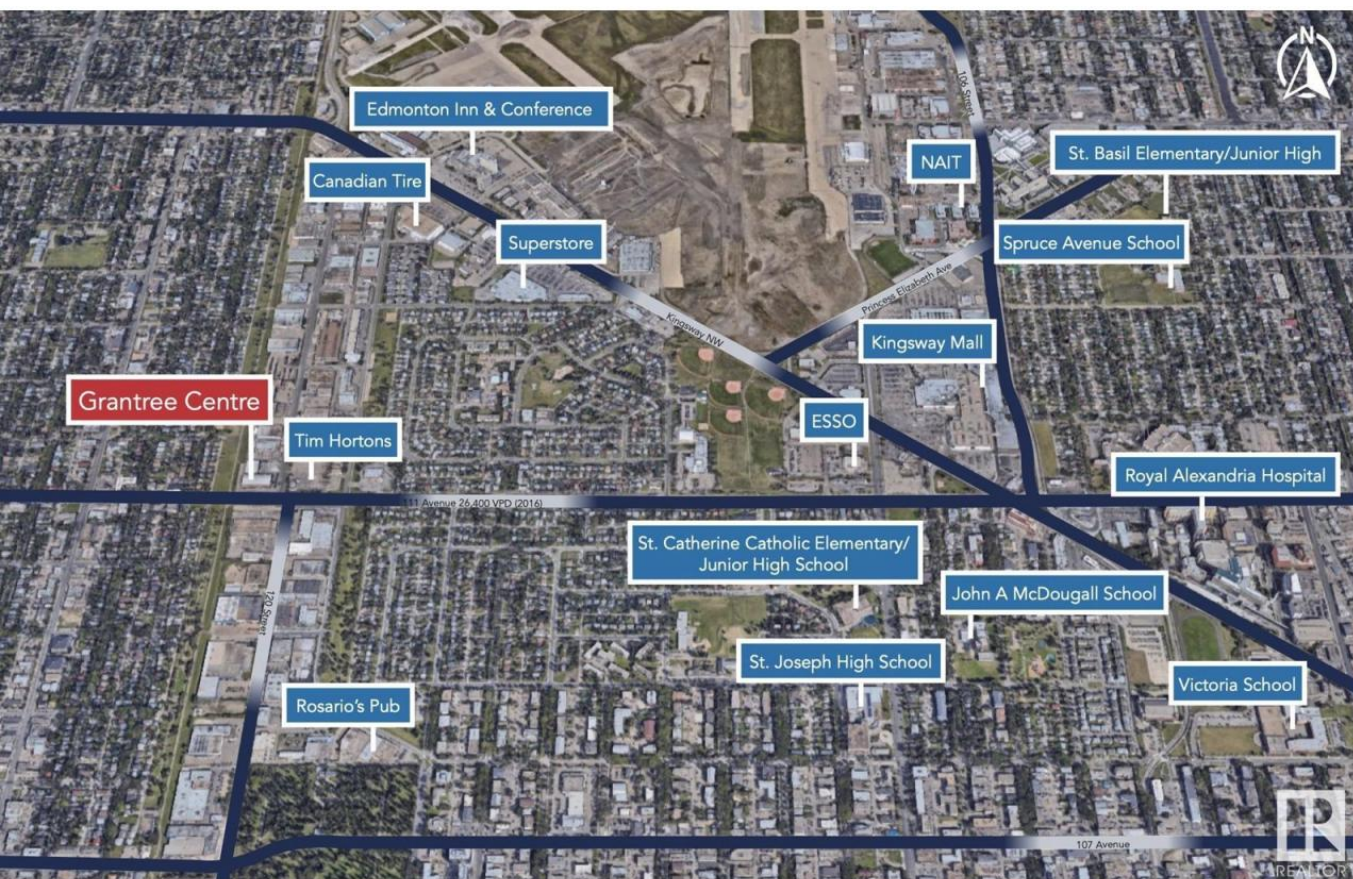 N
106 Street
Edmonton Inn & Conference
NAIT
St. Basil Elementary/Junior High
Canadian Tire
Superstore
Spruce Avenue School
Princess Elizabeth Ave
Kingsway NW
Kingsway Mall
Grantree Centre
ESSO
Tim Hortons
Royal Alexandria Hospital
111 Avenue 26,400 VPD (2016)
St. Catherine Catholic Elementary/
Junior High School
John A McDougall School
120 Street
St. Joseph High School
Victoria School
Rosario's Pub
107 Avenue
R
REALTOR